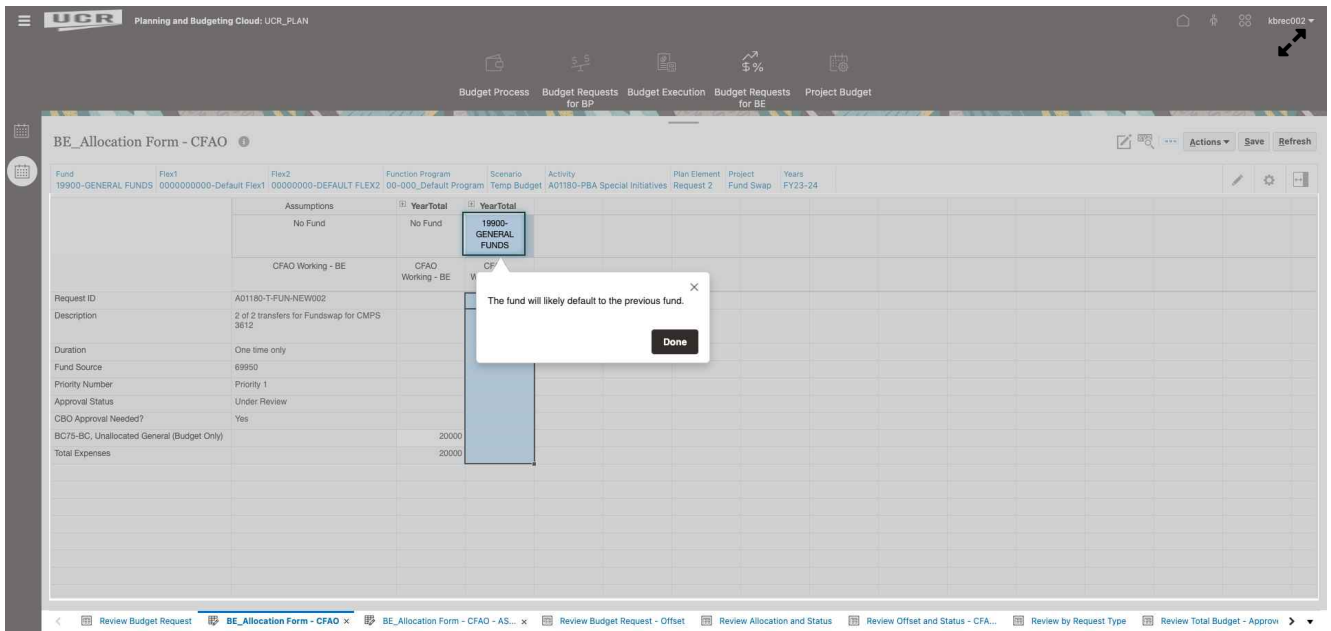 UCR Planning and Budgeting Cloud: UCR_PLAN kbrec002
Budget Process Budget Requests for BP Budget Execution Budget Requests for BE Project Budget
BE_Allocation Form - CFAO Actions Save Refresh
Fund Flex1 Flex2 Function Program Scenario Activity Plan Element Project Years
19900-GENERAL FUNDS 0000000000-Default Flex1 00000000-DEFAULT FLEX2 00-000_Default Program Temp Budget A01180-PBA Special Initiatives Request 2 Fund Swap FY23-24
Assumptions YearTotal YearTotal
No Fund No Fund 19900-
GENERAL
FUNDS
CFAO Working - BE CFAO
Working - BE
The fund will likely default to the previous fund.
Done
Request ID A01180-T-FUN-NEW002
Description 2 of 2 transfers for Fundswap for CMPS
3612
Duration One time only
Fund Source 69950
Priority Number Priority 1
Approval Status Under Review
CBO Approval Needed? Yes
BC75-BC, Unallocated General (Budget Only) 20000
Total Expenses 20000
Review Budget Request BE_Allocation Form - CFAO × BE_Allocation Form - CFAO - AS... × Review Budget Request - Offset Review Allocation and Status Review Offset and Status - CFA... Review by Request Type Review Total Budget - Approv